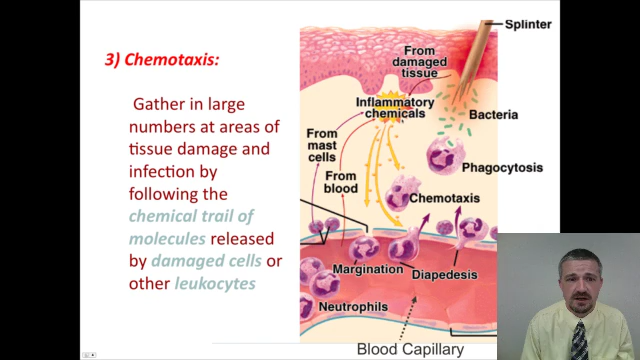 3) Chemotaxis:
Gather in large
numbers at areas of
tissue damage and
infection by
following the
chemical trail of
molecules released
by damaged cells or
other leukocytes
Splinter
From
damaged
tissue
Inflammatory
chemicals
Bacteria
From
mast
cells
Phagocytosis
From
blood
Chemotaxis
Margination
Diapedesis
Neutrophils
Blood Capillary